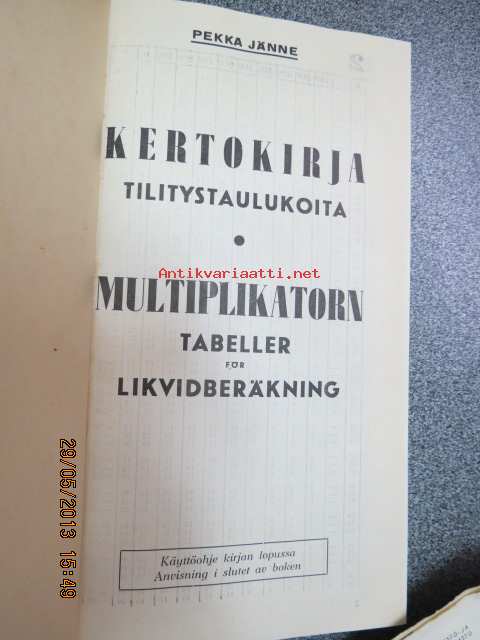 PEKKA JÄNNE
KERTOKIRJA
TILITYSTAULUKOITA
•
Antikvariaatti.net
MULTIPLIKATORN
TABELLER
FÖR
LIKVIDBERÄKNING
Käyttöohje kirjan lopussa
Anvisning i slutet av boken
29/05/2013 15:49